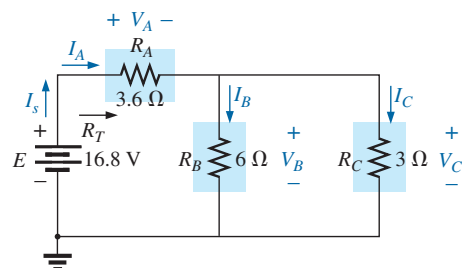 + V_A –
I_A
R_A
3.6 Ω
I_s
R_T
+
E
16.8 V
–
I_B
R_B
6 Ω
+
V_B
–
I_C
R_C
3 Ω
+
V_C
–